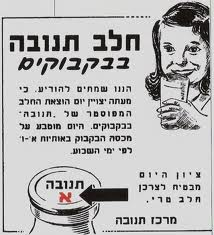 חלב תנובה
בבקבוקים
הננו שמחים להודיע, כי
מעתה יצויין יום הוצאת החלב
המפוסטר של "תנובה"
בבקבוקים. היום מוטבע על
מכסה הבקבוק באותיות א'-ו'
לפי ימי השבוע.
ציון היום
מבטיח לצרכן
חלב טרי.
תנובה
א
מרכז תנובה